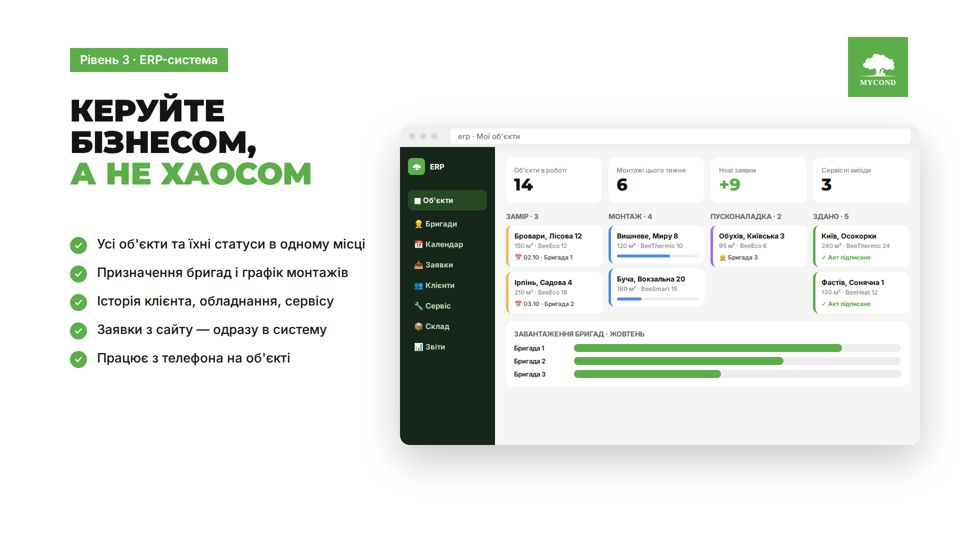 Рівень 3 · ERP-система
КЕРУЙТЕ
БІЗНЕСОМ,
А НЕ ХАОСОМ
Усі об'єкти та їхні статуси в одному місці
Призначення бригад і графік монтажів
Історія клієнта, обладнання, сервісу
Заявки з сайту — одразу в систему
Працює з телефона на об'єкті
MYCOND
erp · Мої об'єкти
ERP
Об'єкти
Бригади
Календар
Заявки
Клієнти
Сервіс
Склад
Звіти
Об'єкти в роботі
14
Монтажі цього тижня
6
Нові заявки
+9
Сервісні виїзди
3
ЗАМІР · 3
Бровари, Лісова 12
150 м² · BeeEco 12
02.10 · Бригада 1
Ірпінь, Садова 4
210 м² · BeeEco 18
03.10 · Бригада 2
МОНТАЖ · 4
Вишневе, Миру 8
120 м² · BeeThermic 10
Буча, Вокзальна 20
180 м² · BeeSmart 15
ПУСКОНАЛАДКА · 2
Обухів, Київська 3
95 м² · BeeEco 6
Бригада 3
ЗДАНО · 5
Київ, Осокорки
240 м² · BeeThermic 24
✓ Акт підписано
Фастів, Сонячна 1
130 м² · BeeHeat 12
✓ Акт підписано
ЗАВАНТАЖЕННЯ БРИГАД · ЖОВТЕНЬ
Бригада 1
Бригада 2
Бригада 3